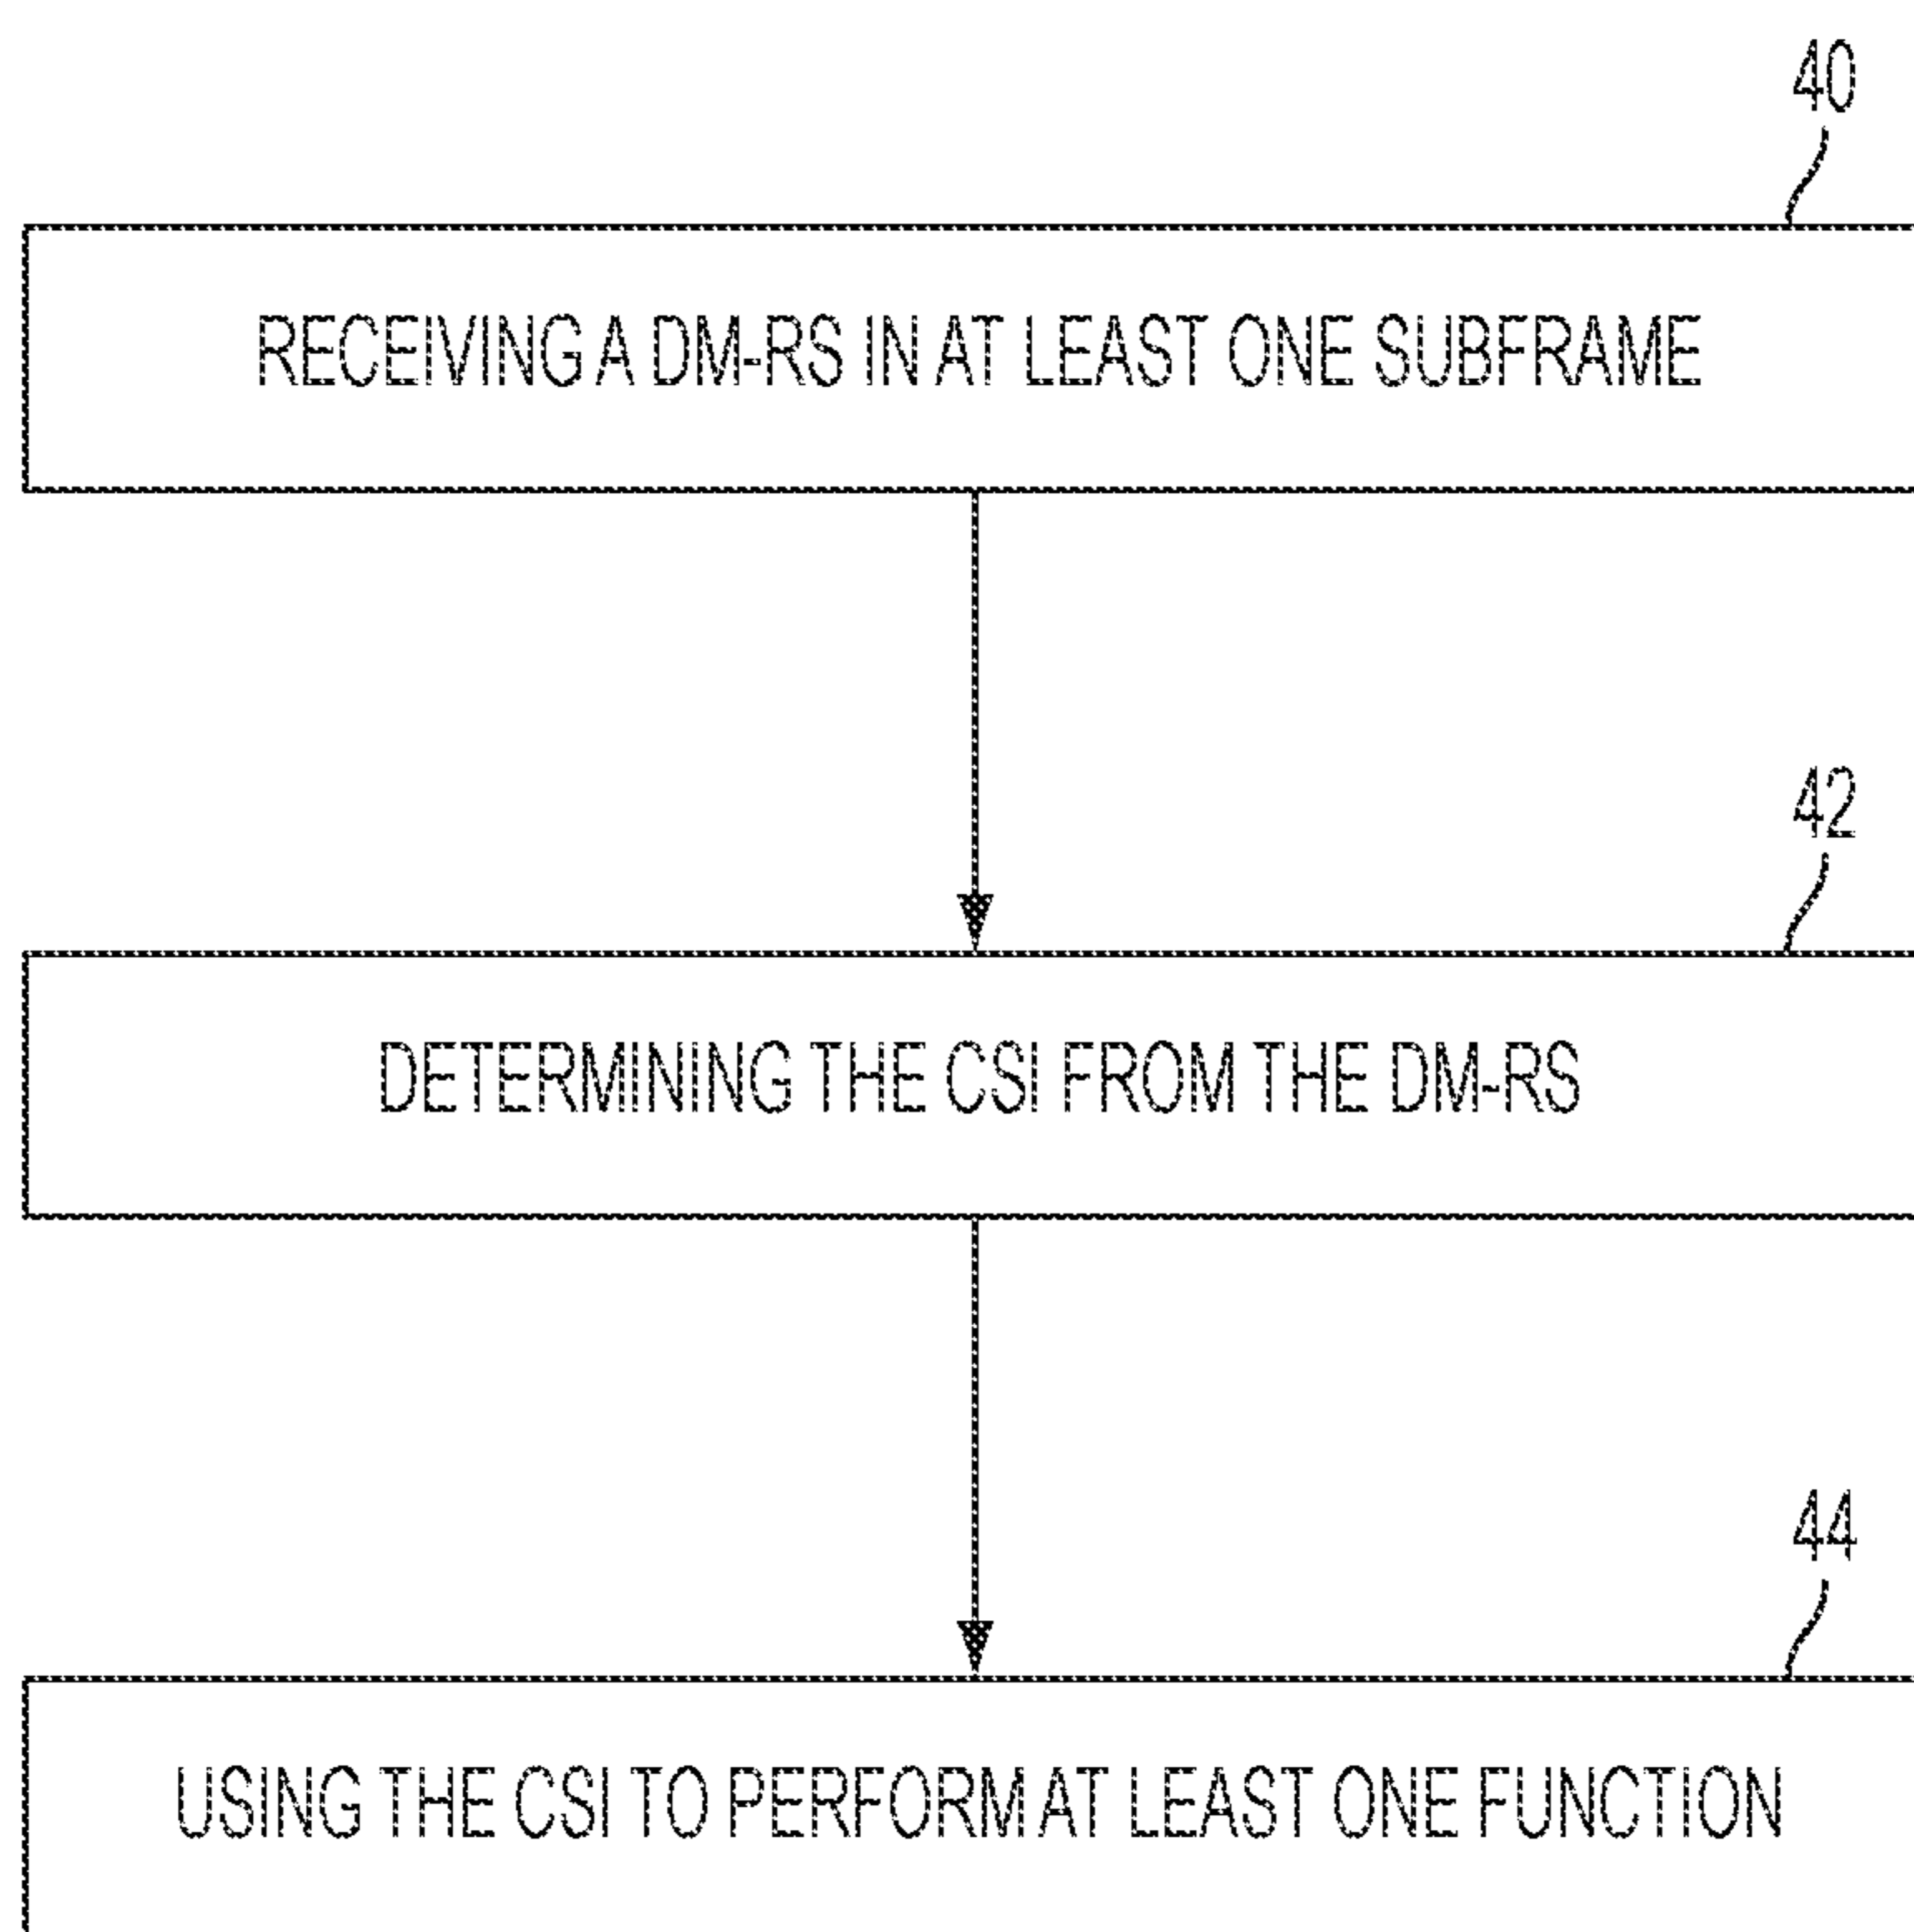 40
RECEIVING A DM-RS IN AT LEAST ONE SUBFRAME
42
DETERMINING THE CSI FROM THE DM-RS
44
USING THE CSI TO PERFORM AT LEAST ONE FUNCTION